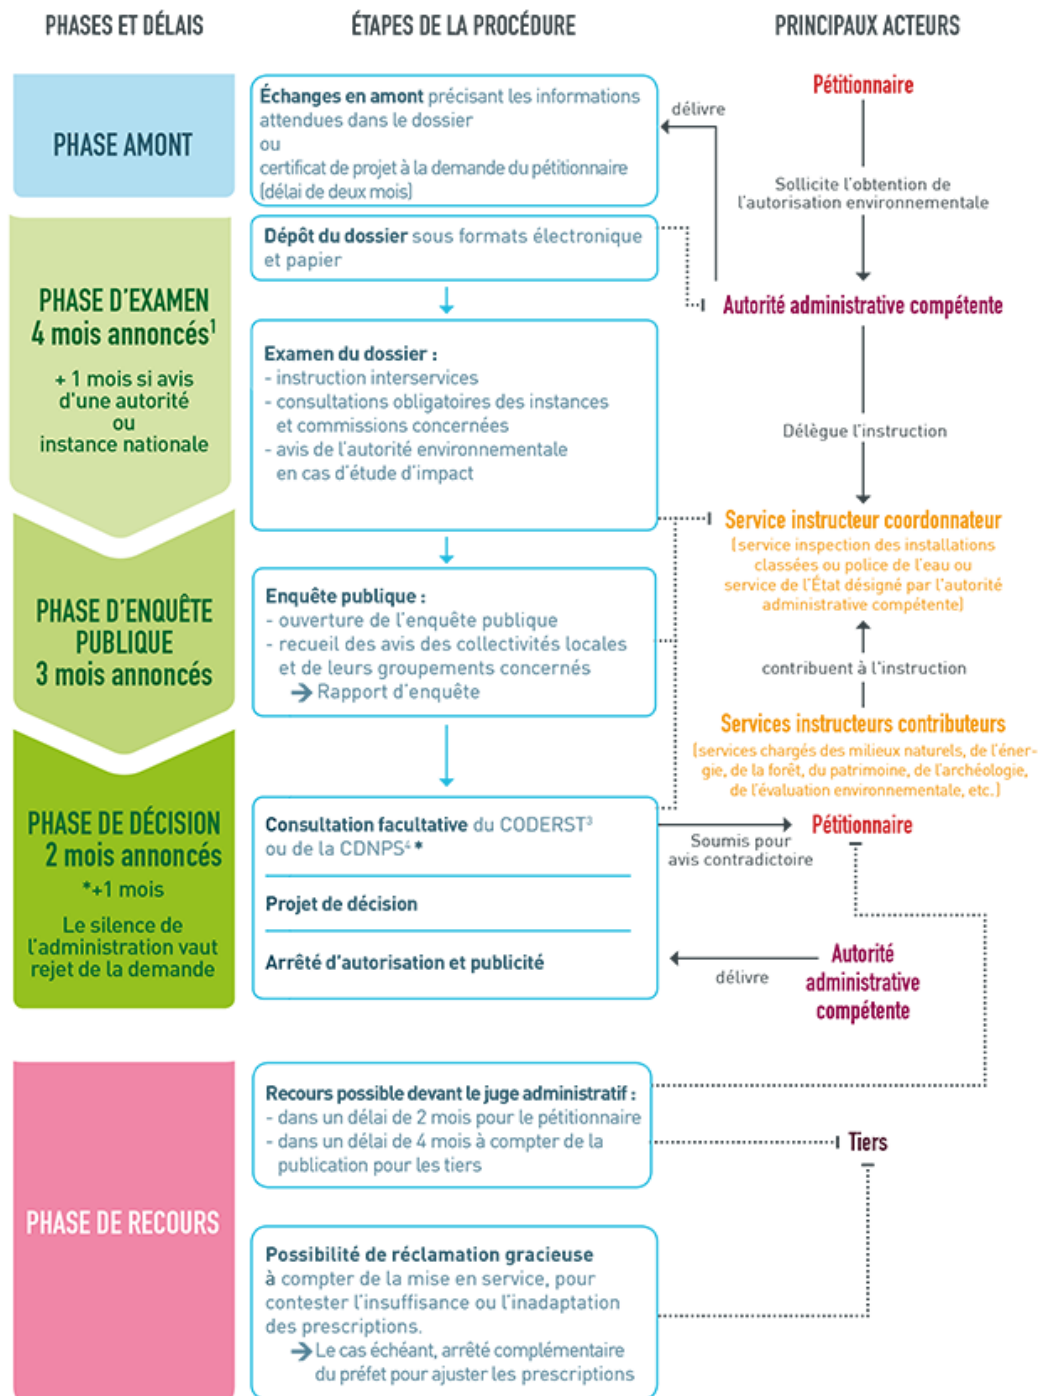 PHASES ET DÉLAIS
ÉTAPES DE LA PROCÉDURE
PRINCIPAUX ACTEURS
PHASE AMONT
Échanges en amont précisant les informations
attendues dans le dossier
ou
certificat de projet à la demande du pétitionnaire
(délai de deux mois)
délivre
Pétitionnaire
Sollicite l'obtention de
l'autorisation environnementale
PHASE D'EXAMEN
4 mois annoncés¹
+ 1 mois si avis
d'une autorité
ou
instance nationale
Dépôt du dossier sous formats électronique
et papier
Autorité administrative compétente
Examen du dossier :
- instruction interservices
- consultations obligatoires des instances
et commissions concernées
- avis de l'autorité environnementale
en cas d'étude d'impact
Délègue l'instruction
Service instructeur coordonnateur
(service inspection des installations
classées ou police de l'eau ou
service de l'État désigné par l'autorité
administrative compétente)
PHASE D'ENQUÊTE
PUBLIQUE
3 mois annoncés
Enquête publique :
- ouverture de l'enquête publique
- recueil des avis des collectivités locales
et de leurs groupements concernés
→ Rapport d'enquête
contribuent à l'instruction
Services instructeurs contributeurs
(services chargés des milieux naturels, de l'éner-
gie, de la forêt, du patrimoine, de l'archéologie,
de l'évaluation environnementale, etc.)
PHASE DE DÉCISION
2 mois annoncés
*+1 mois
Le silence de
l'administration vaut
rejet de la demande
Consultation facultative du CODERST³
ou de la CDNPS⁴ *
Projet de décision
Arrêté d'autorisation et publicité
Soumis pour
avis contradictoire
Pétitionnaire
délivre
Autorité
administrative
compétente
PHASE DE RECOURS
Recours possible devant le juge administratif :
- dans un délai de 2 mois pour le pétitionnaire
- dans un délai de 4 mois à compter de la
publication pour les tiers
Tiers
Possibilité de réclamation gracieuse
à compter de la mise en service, pour
contester l'insuffisance ou l'inadaptation
des prescriptions.
→ Le cas échéant, arrêté complémentaire
du préfet pour ajuster les prescriptions